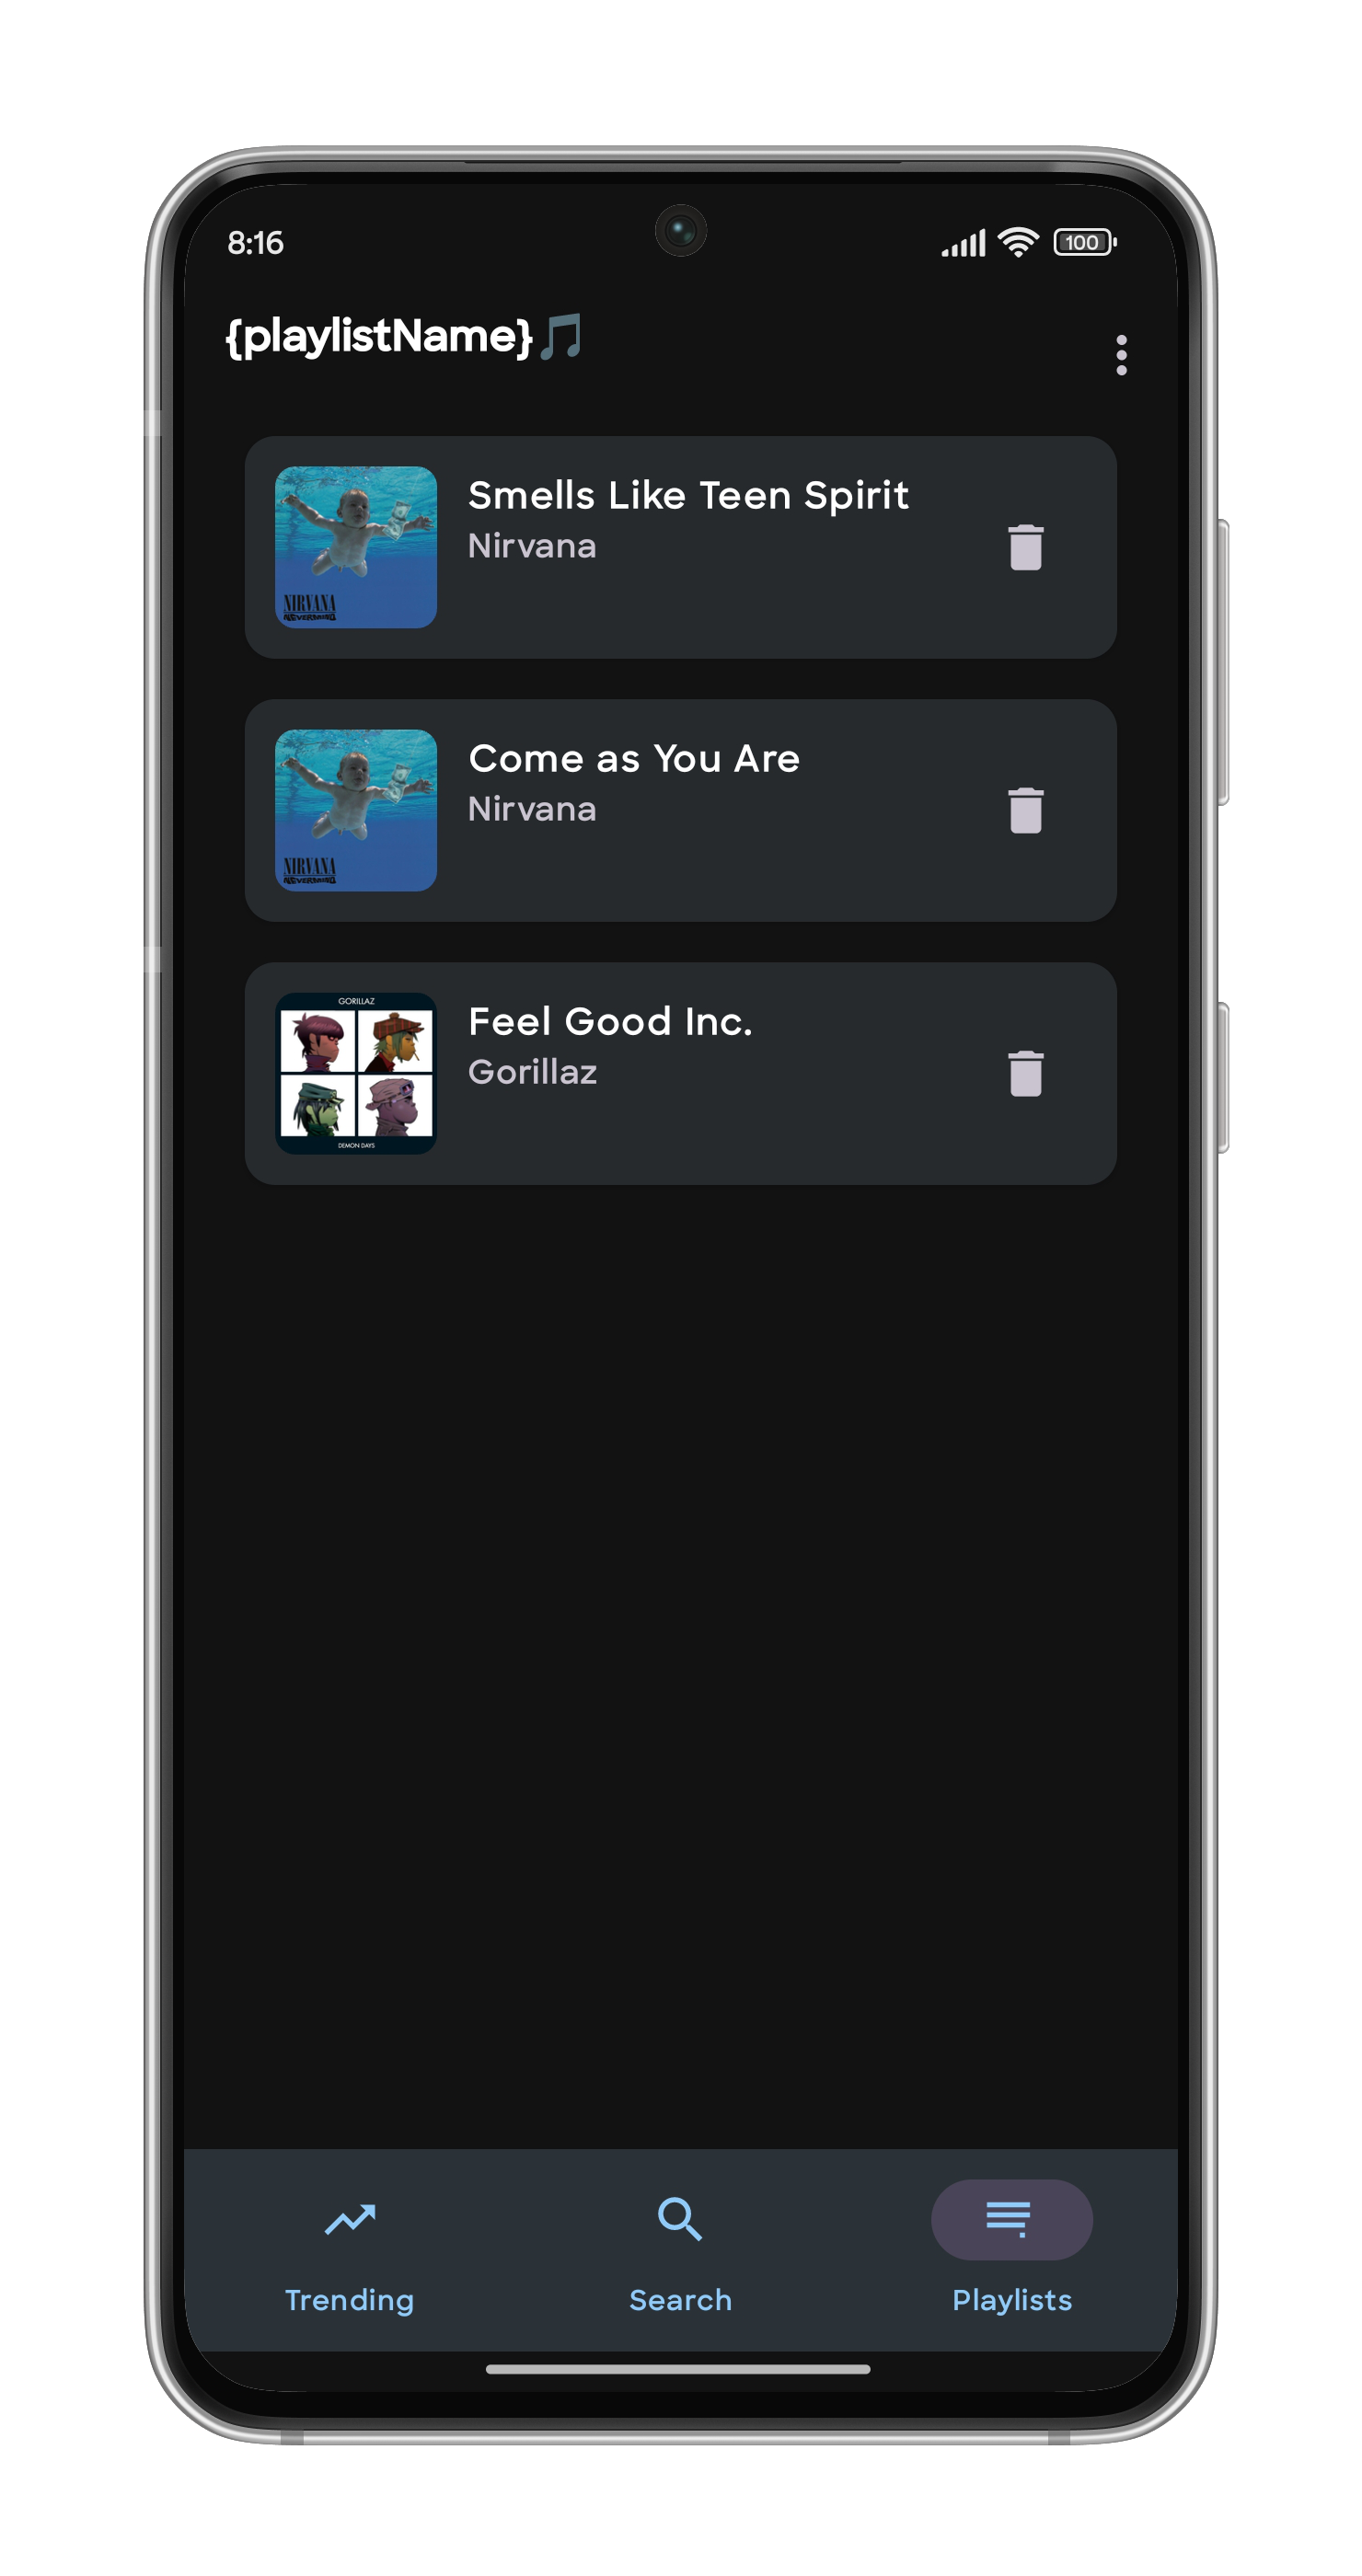 8:16
100
{playlistName}🎵
Smells Like Teen Spirit
Nirvana
NIRVANA
NEVERMIND
Come as You Are
Nirvana
NIRVANA
NEVERMIND
GORILLAZ
Feel Good Inc.
Gorillaz
DEMON DAYS
Trending
Search
Playlists